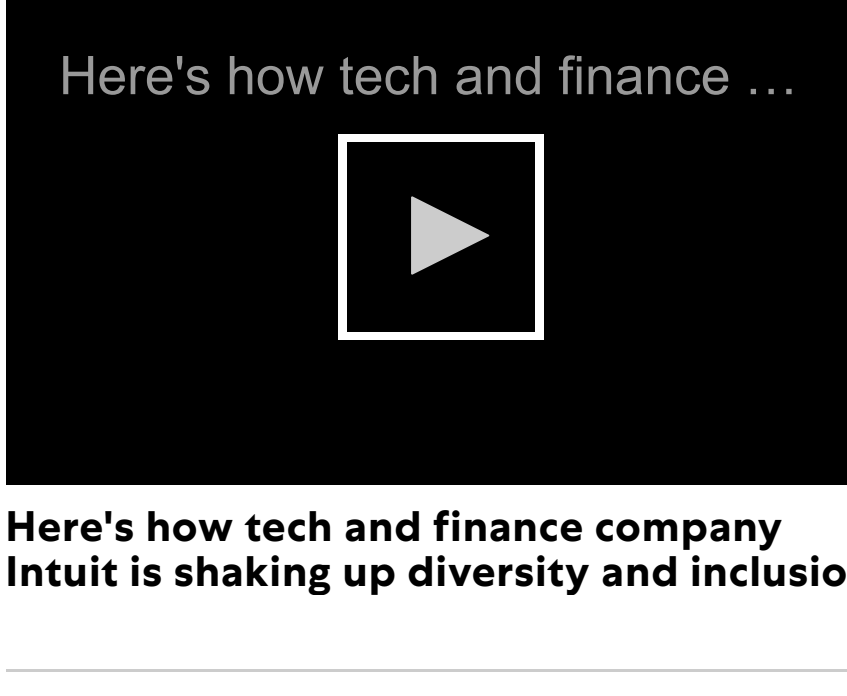 Here's how tech and finance …
Here's how tech and finance company
Intuit is shaking up diversity and inclusio